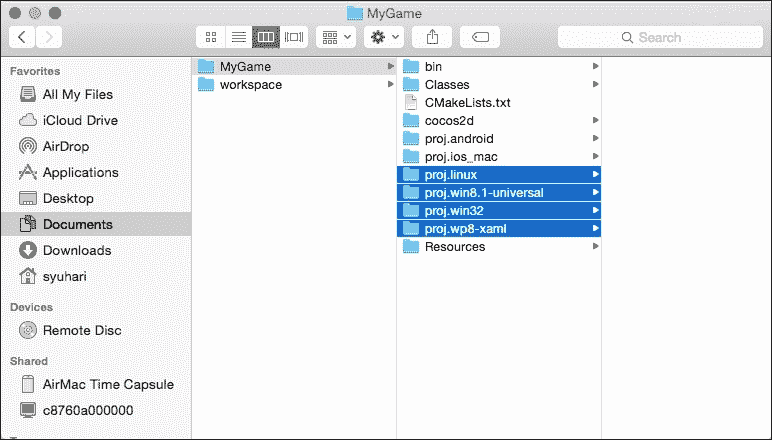 MyGame
Search
Favorites
All My Files
iCloud Drive
AirDrop
Applications
Desktop
Documents
Downloads
syuhari
Devices
Remote Disc
Shared
AirMac Time Capsule
c8760a000000
MyGame
workspace
bin
Classes
CMakeLists.txt
cocos2d
proj.android
proj.ios_mac
proj.linux
proj.win8.1-universal
proj.win32
proj.wp8-xaml
Resources